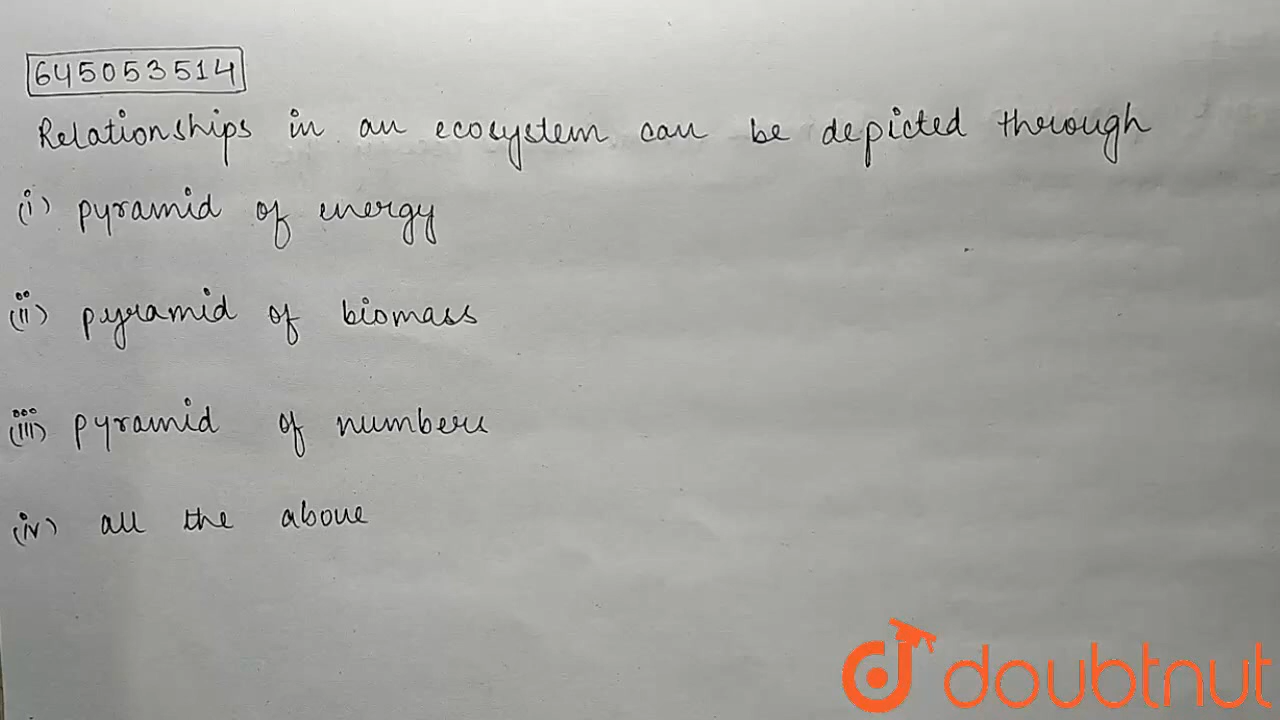 645053514
Relationships in an ecosystem can be depicted through
(i) pyramid of energy
(ii) pyramid of biomass
(iii) pyramid of numbers
(iv) all the above
doubtnut